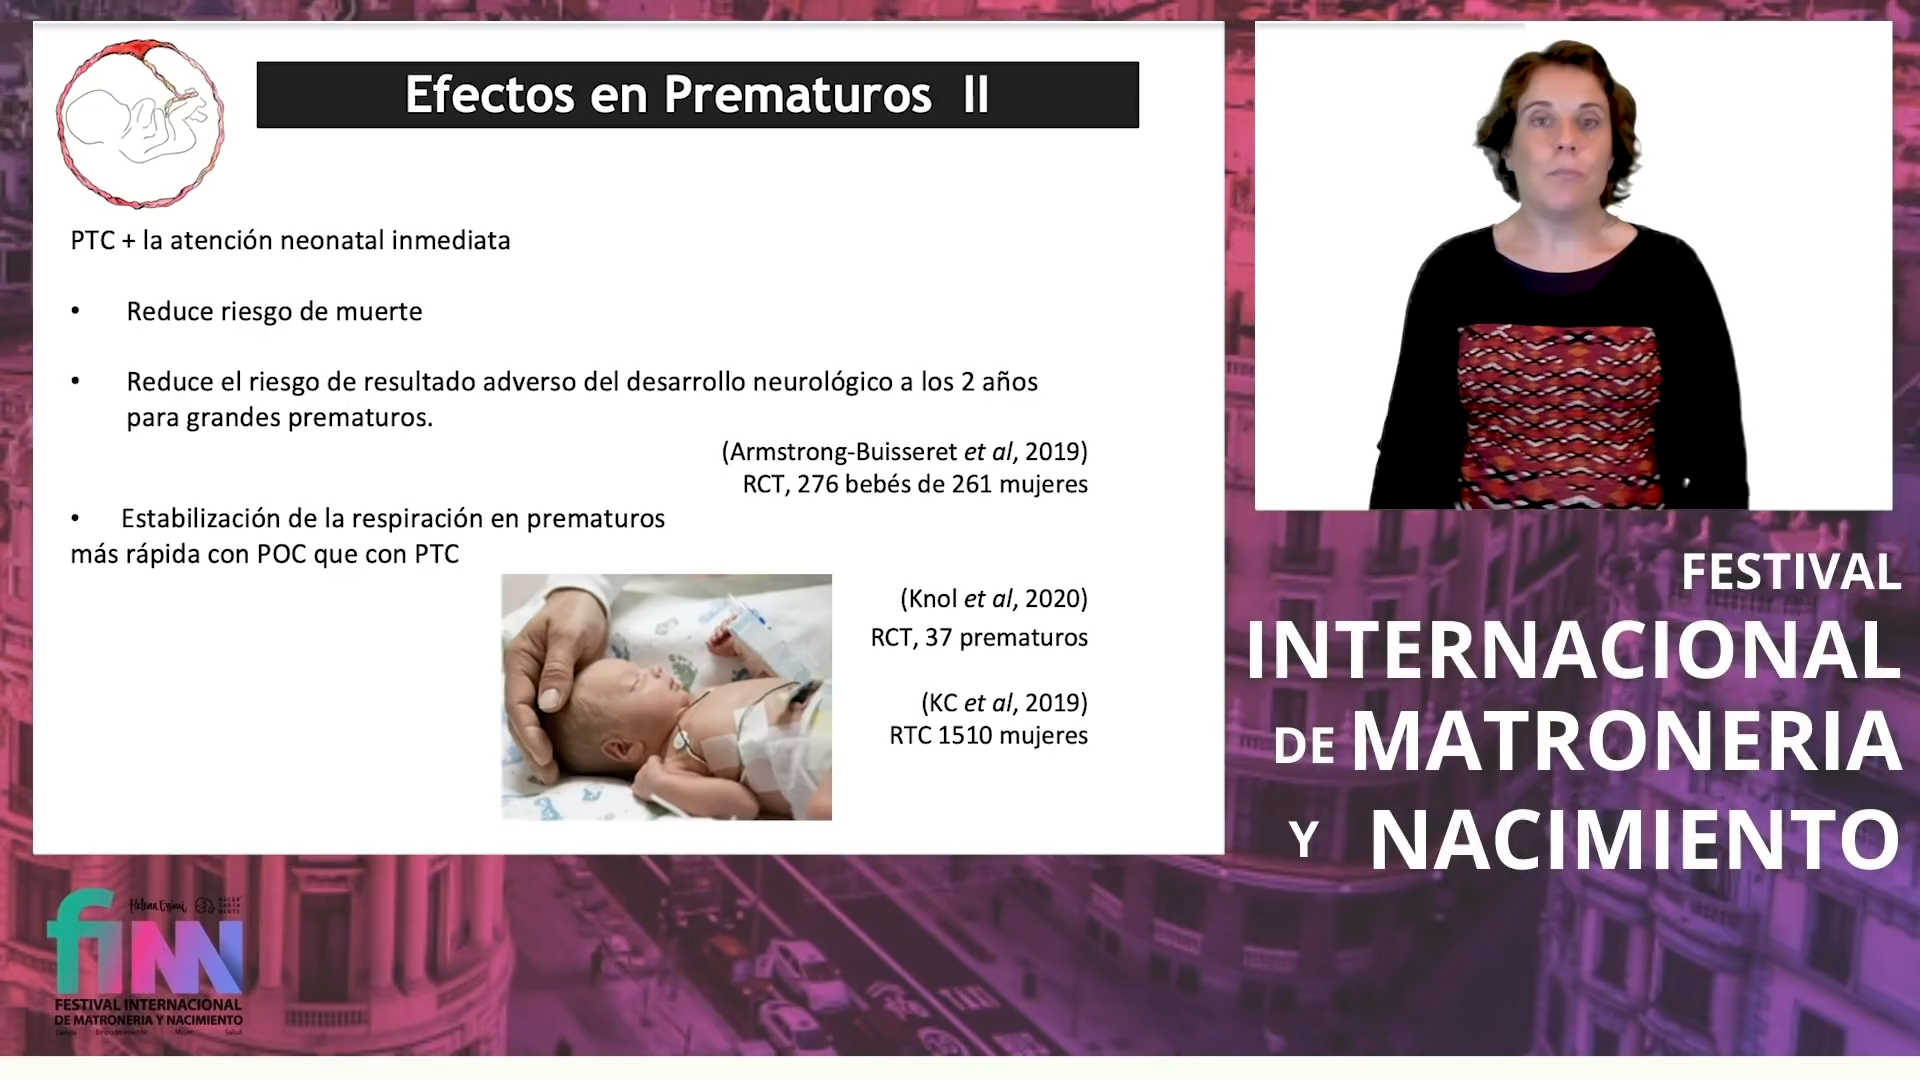 Efectos en Prematuros II
PTC + la atención neonatal inmediata
• Reduce riesgo de muerte
• Reduce el riesgo de resultado adverso del desarrollo neurológico a los 2 años
para grandes prematuros.
(Armstrong-Buisseret et al, 2019)
RCT, 276 bebés de 261 mujeres
• Estabilización de la respiración en prematuros
más rápida con POC que con PTC
(Knol et al, 2020)
RCT, 37 prematuros
(KC et al, 2019)
RTC 1510 mujeres
FESTIVAL
INTERNACIONAL
DE MATRONERIA
Y NACIMIENTO
fimn
FESTIVAL INTERNACIONAL
DE MATRONERIA Y NACIMIENTO
TAXI